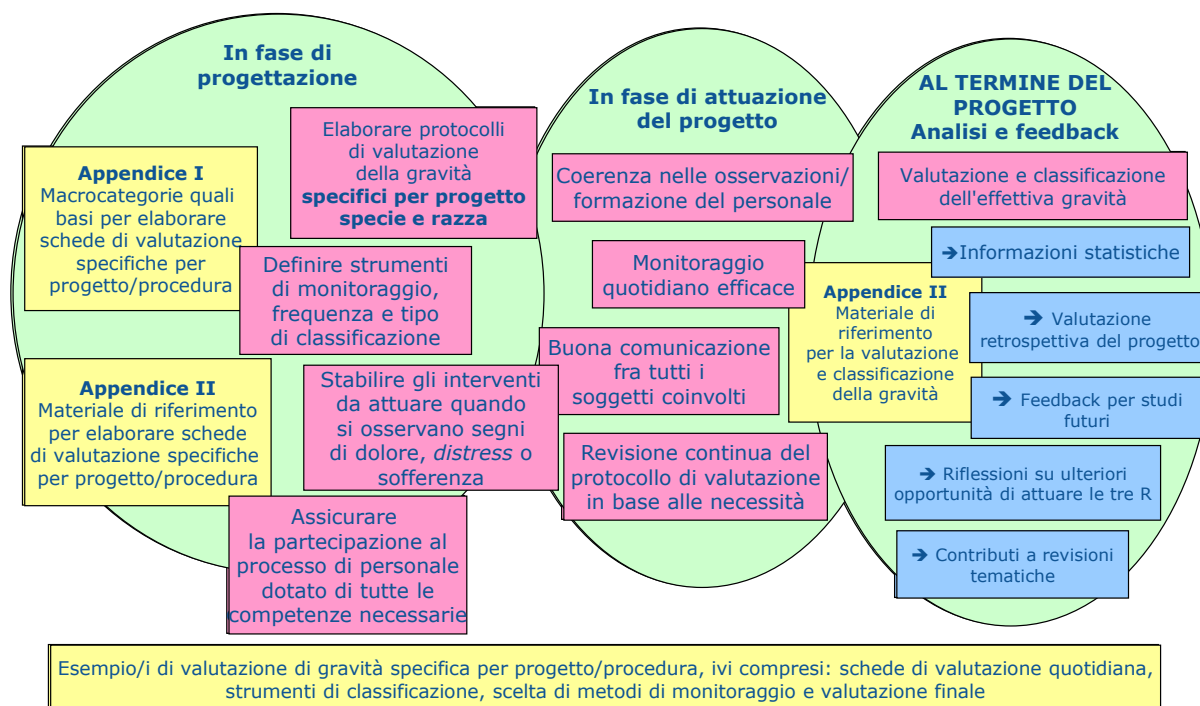 In fase di
progettazione
Elaborare protocolli
di valutazione
della gravità
specifici per progetto
specie e razza
Appendice I
Macrocategorie quali
basi per elaborare
schede di valutazione
specifiche per
progetto/procedura
Definire strumenti
di monitoraggio,
frequenza e tipo
di classificazione
Appendice II
Materiale di riferimento
per elaborare schede
di valutazione specifiche
per progetto/procedura
Stabilire gli interventi
da attuare quando
si osservano segni
di dolore, distress o
sofferenza
Assicurare
la partecipazione al
processo di personale
dotato di tutte le
competenze necessarie
In fase di attuazione
del progetto
Coerenza nelle osservazioni/
formazione del personale
Monitoraggio
quotidiano efficace
Buona comunicazione
fra tutti i
soggetti coinvolti
Revisione continua del
protocollo di valutazione
in base alle necessità
AL TERMINE DEL
PROGETTO
Analisi e feedback
Valutazione e classificazione
dell'effettiva gravità
➔Informazioni statistiche
Appendice II
Materiale di
riferimento
per la valutazione
e classificazione
della gravità
➔ Valutazione
retrospettiva del progetto
➔ Feedback per studi
futuri
➔ Riflessioni su ulteriori
opportunità di attuare le tre R
➔ Contributi a revisioni
tematiche
Esempio/i di valutazione di gravità specifica per progetto/procedura, ivi compresi: schede di valutazione quotidiana,
strumenti di classificazione, scelta di metodi di monitoraggio e valutazione finale